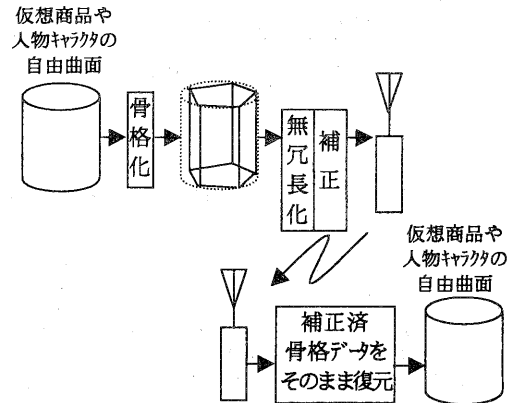 仮想商品や
人物キャラクタの
自由曲面
骨格化
無冗長化
補正
仮想商品や
人物キャラクタの
自由曲面
補正済
骨格データを
そのまま復元